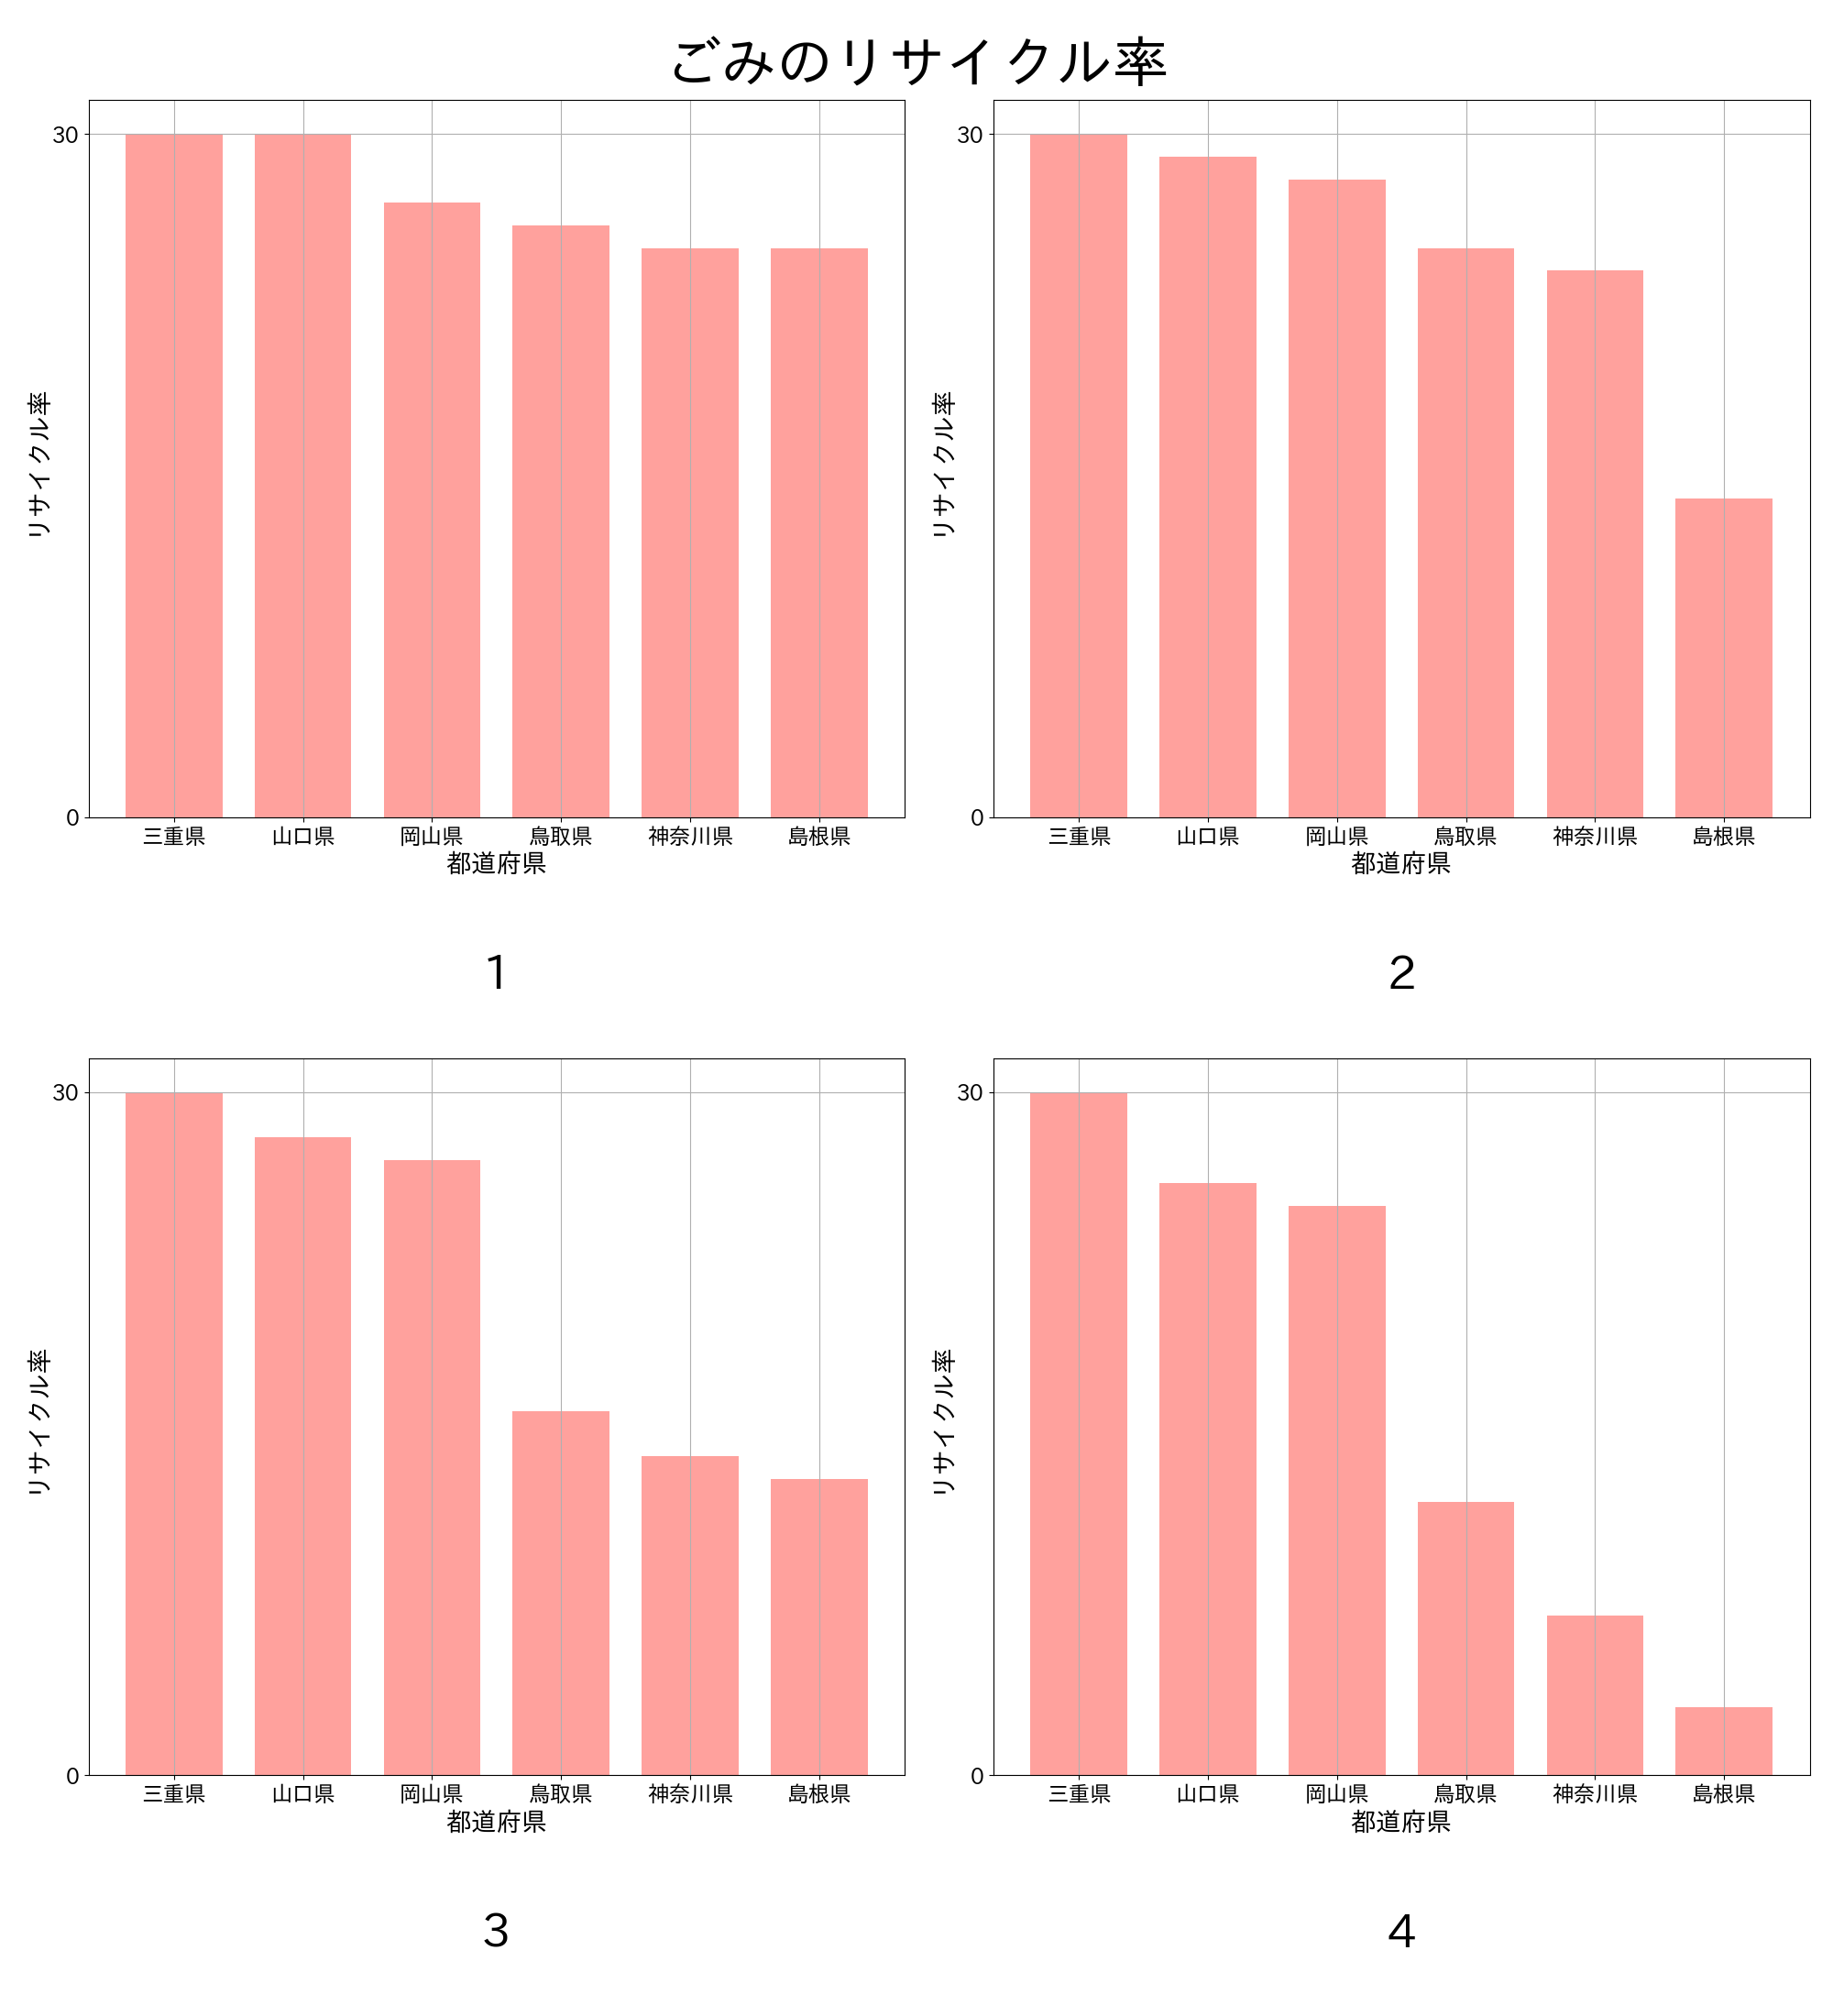 ごみのリサイクル率
30
0
リサイクル率
三重県 山口県 岡山県 鳥取県 神奈川県 島根県
都道府県
1
30
0
リサイクル率
三重県 山口県 岡山県 鳥取県 神奈川県 島根県
都道府県
2
30
0
リサイクル率
三重県 山口県 岡山県 鳥取県 神奈川県 島根県
都道府県
3
30
0
リサイクル率
三重県 山口県 岡山県 鳥取県 神奈川県 島根県
都道府県
4